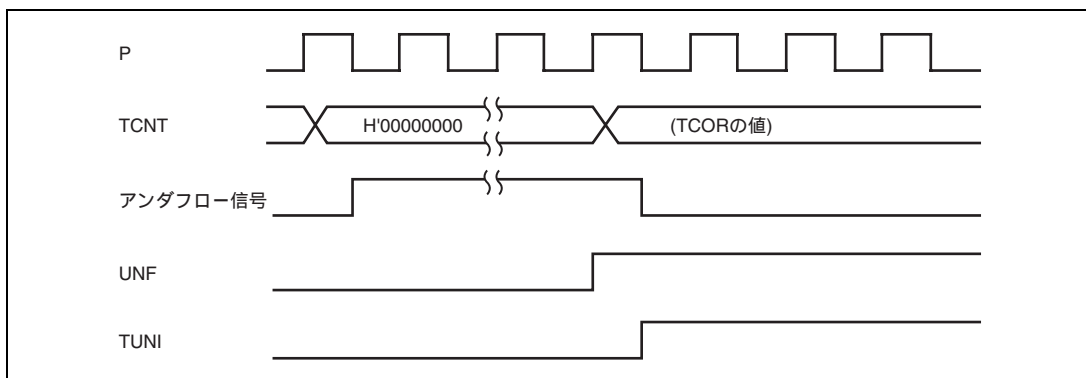 P
TCNT
H'00000000
(TCORの値)
アンダフロー信号
UNF
TUNI